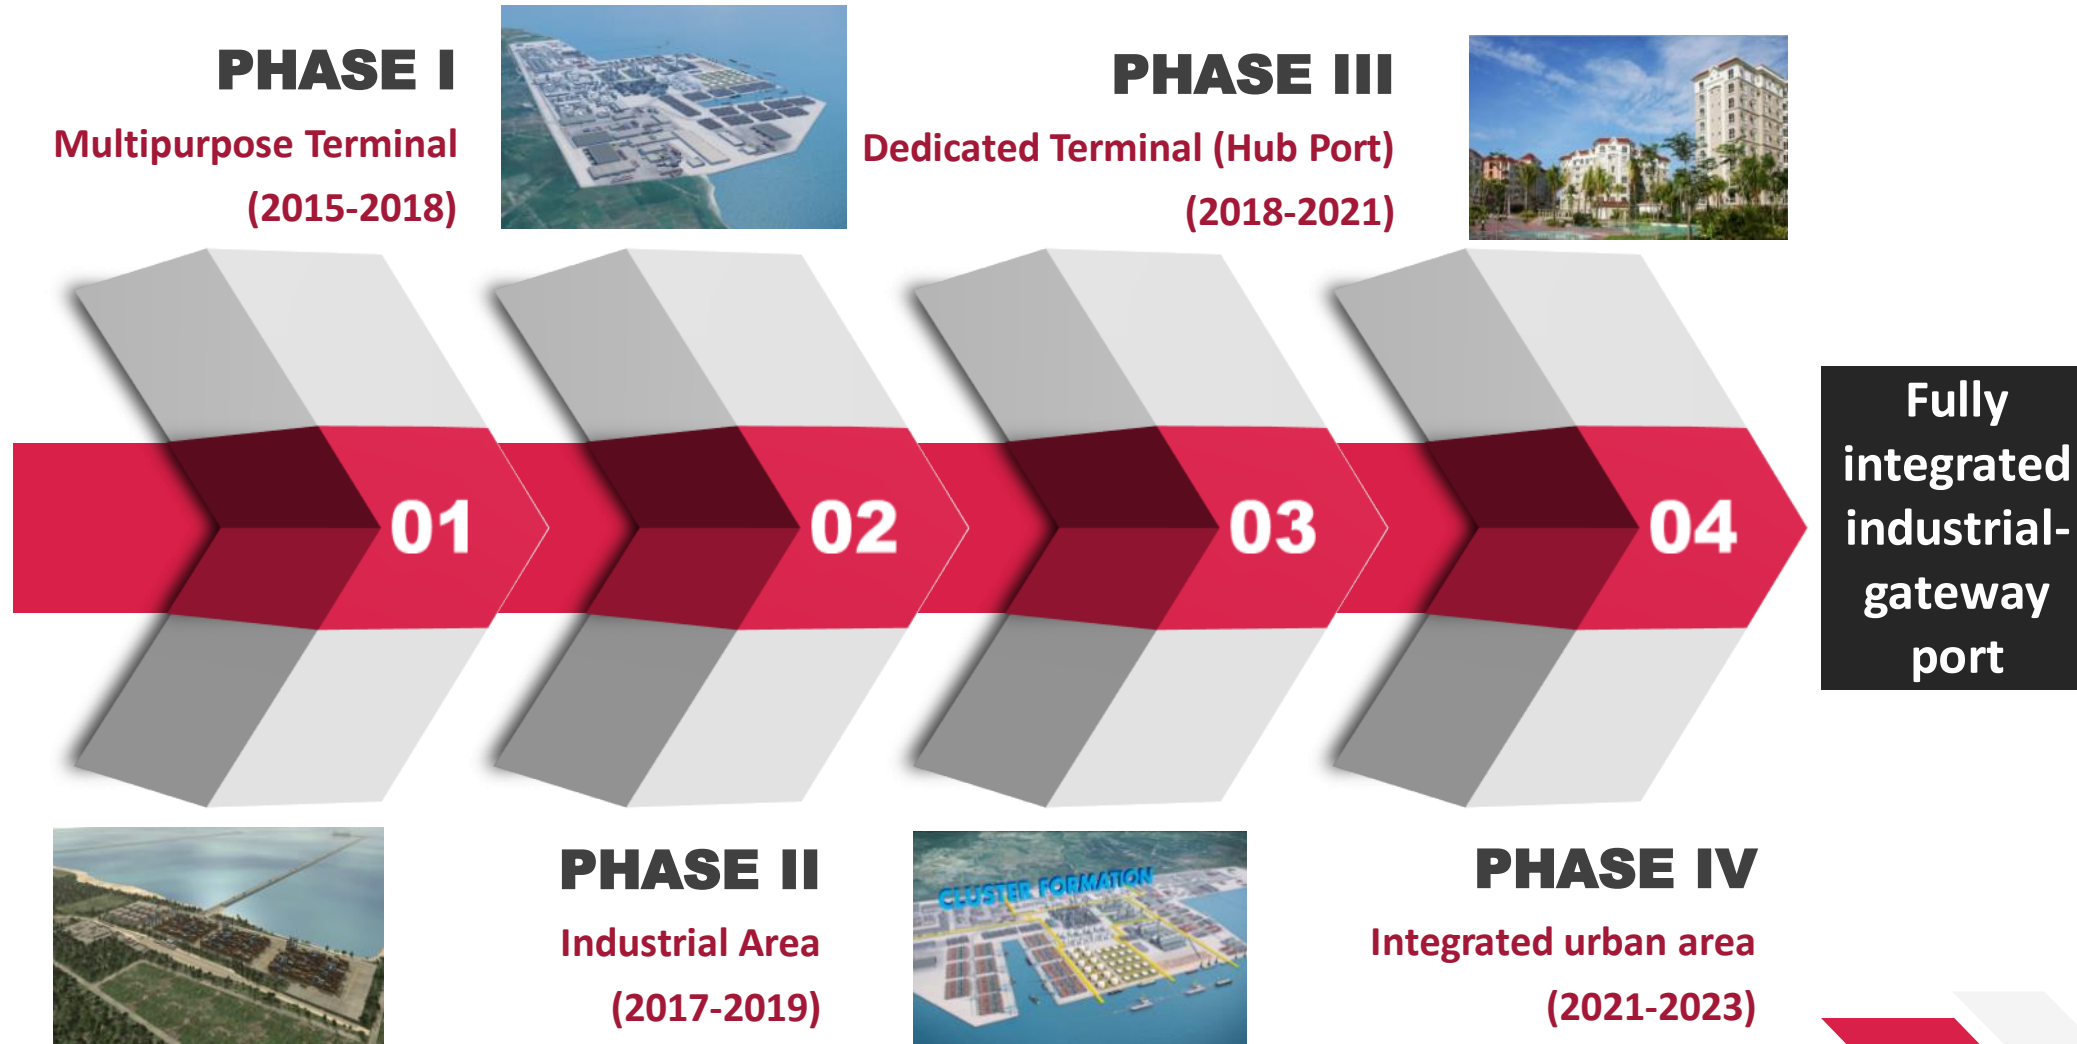 PHASE I
Multipurpose Terminal
(2015-2018)
PHASE III
Dedicated Terminal (Hub Port)
(2018-2021)
01
02
03
04
Fully
integrated
industrial-
gateway
port
PHASE II
Industrial Area
(2017-2019)
CLUSTER FORMATION
PHASE IV
Integrated urban area
(2021-2023)